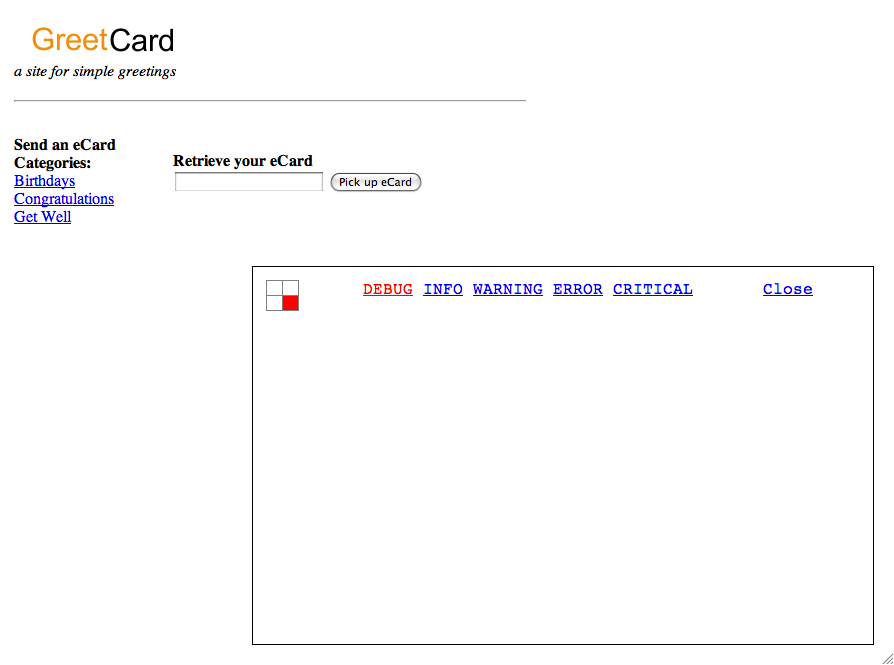 GreetCard
a site for simple greetings
Send an eCard
Categories:
Birthdays
Congratulations
Get Well
Retrieve your eCard
Pick up eCard
DEBUG INFO WARNING ERROR CRITICAL Close